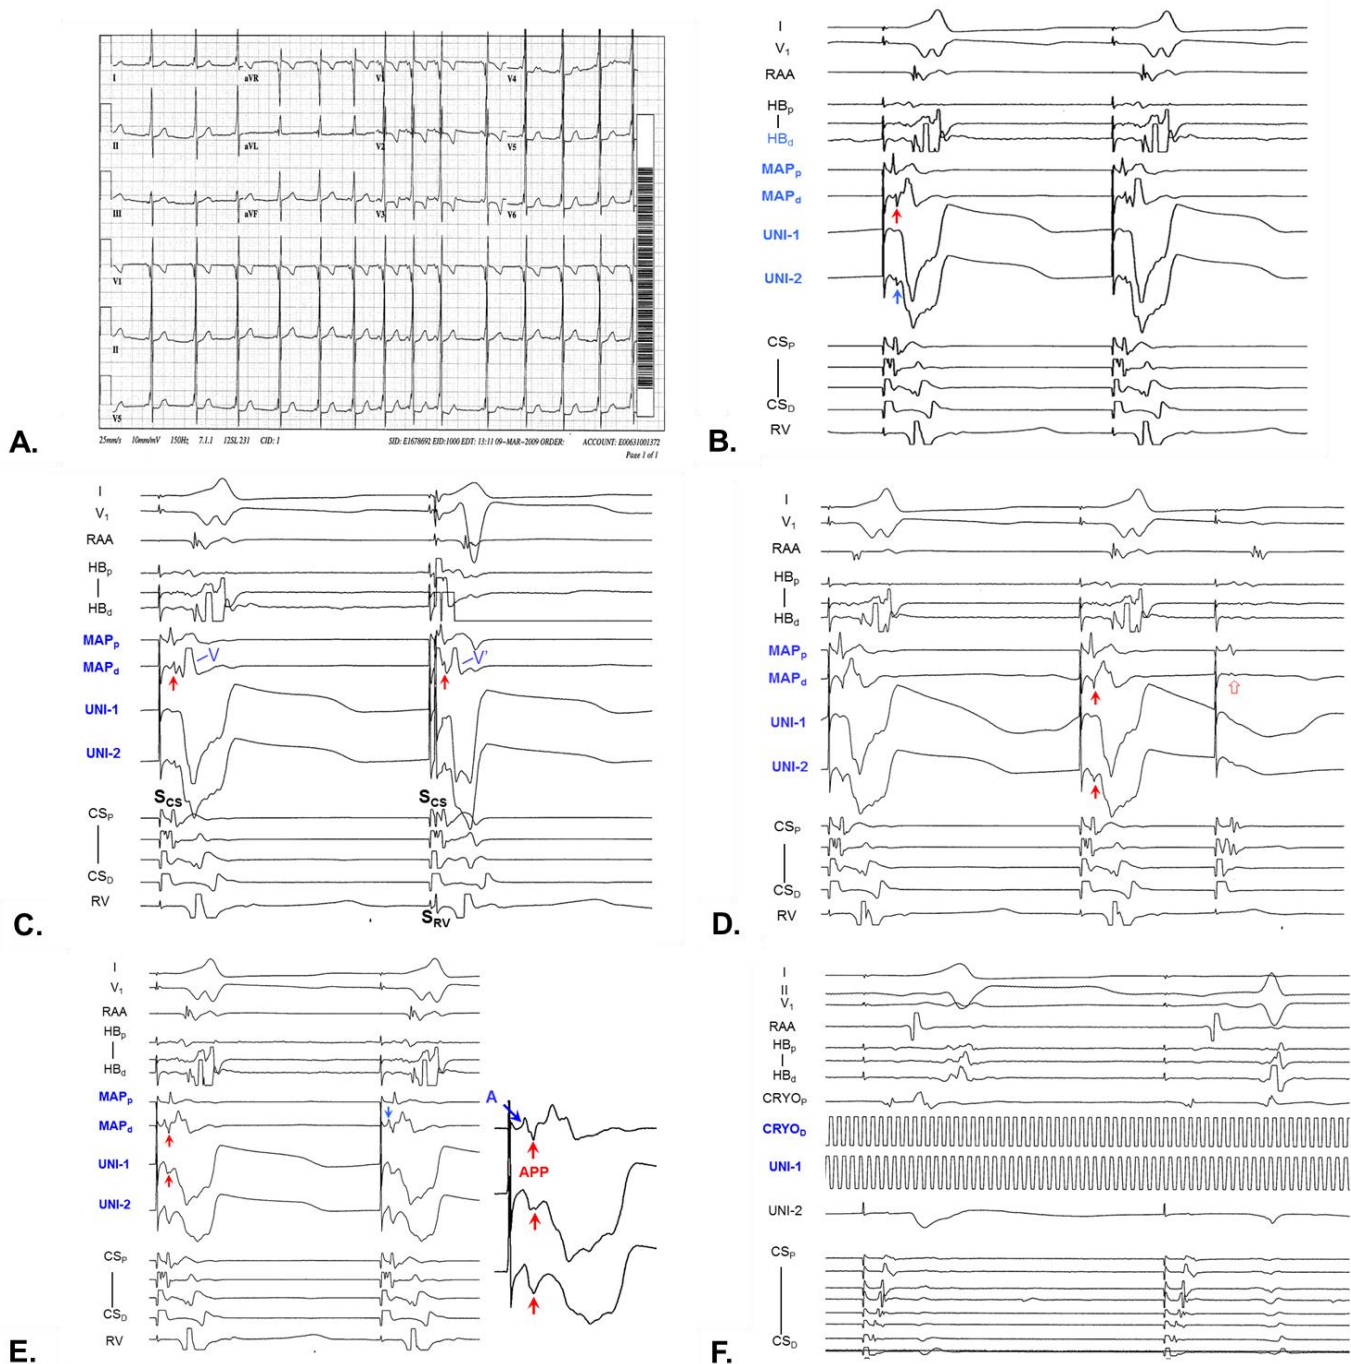 I
aVR
V1
V4
II
aVL
V2
V5
III
aVF
V3
V6
V1
II
V5
25mm/s 10mm/mV 150Hz 7.1.1 12SL 231 CID: 1 SID: E1678692 EID:1000 EDT: 13:11 09-MAR-2009 ORDER: ACCOUNT: E00631001372
Page 1 of 1
A.
I
V1
RAA
HBp
HBd
MAPp
MAPd
UNI-1
UNI-2
CSP
CSD
RV
B.
I
V1
RAA
HBp
HBd
MAPp
MAPd
V
V'
UNI-1
UNI-2
SCS
SCS
CSP
CSD
RV
SRV
C.
I
V1
RAA
HBp
HBd
MAPp
MAPd
UNI-1
UNI-2
CSP
CSD
RV
D.
I
V1
RAA
HBp
HBd
MAPp
MAPd
UNI-1
UNI-2
CSP
CSD
RV
A
APP
E.
I
II
V1
RAA
HBp
HBd
CRYOP
CRYOD
UNI-1
UNI-2
CSP
CSD
F.